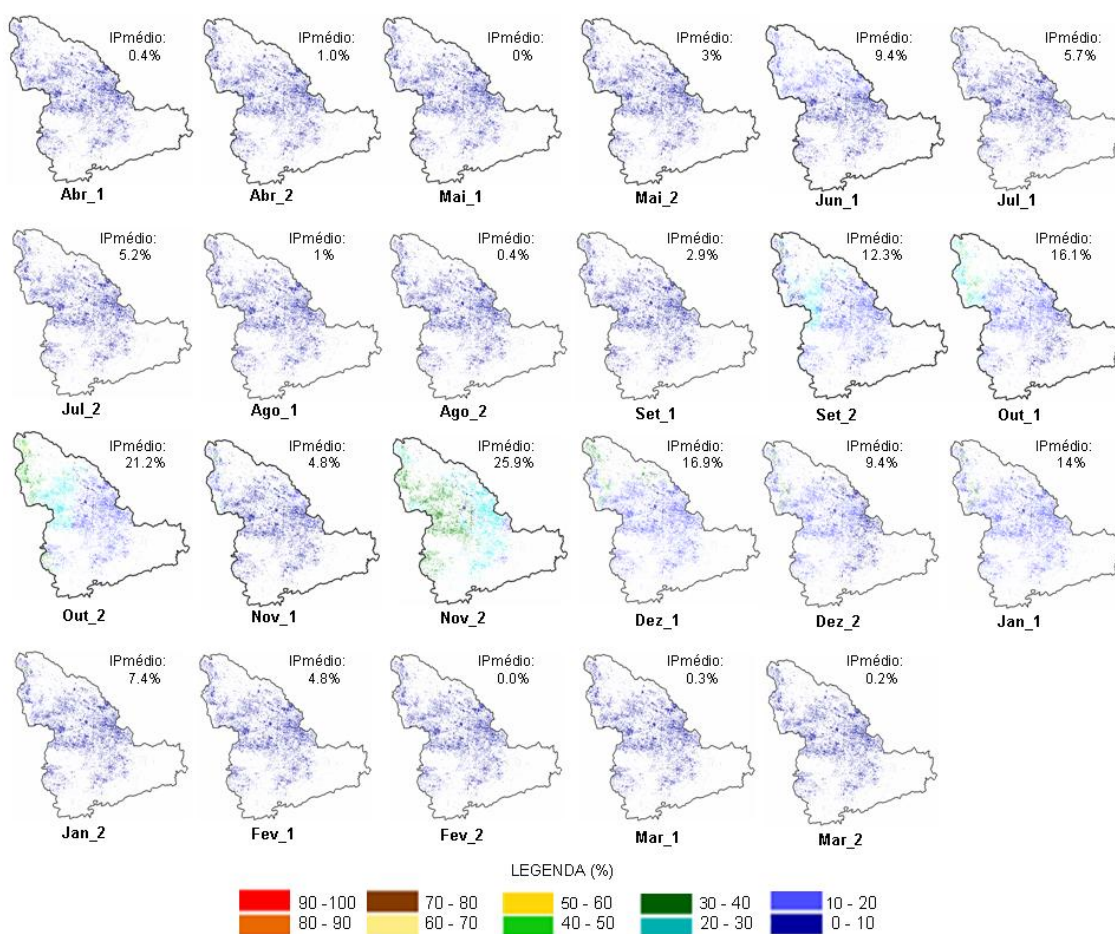 IPmédio:
0.4%
Abr_1
IPmédio:
1.0%
Abr_2
IPmédio:
0%
Mai_1
IPmédio:
3%
Mai_2
IPmédio:
9.4%
Jun_1
IPmédio:
5.7%
Jul_1
IPmédio:
5.2%
Jul_2
IPmédio:
1%
Ago_1
IPmédio:
0.4%
Ago_2
IPmédio:
2.9%
Set_1
IPmédio:
12.3%
Set_2
IPmédio:
16.1%
Out_1
IPmédio:
21.2%
Out_2
IPmédio:
4.8%
Nov_1
IPmédio:
25.9%
Nov_2
IPmédio:
16.9%
Dez_1
IPmédio:
9.4%
Dez_2
IPmédio:
14%
Jan_1
IPmédio:
7.4%
Jan_2
IPmédio:
4.8%
Fev_1
IPmédio:
0.0%
Fev_2
IPmédio:
0.3%
Mar_1
IPmédio:
0.2%
Mar_2
LEGENDA (%)
90 - 100 70 - 80 50 - 60 30 - 40 10 - 20
80 - 90 60 - 70 40 - 50 20 - 30 0 - 10